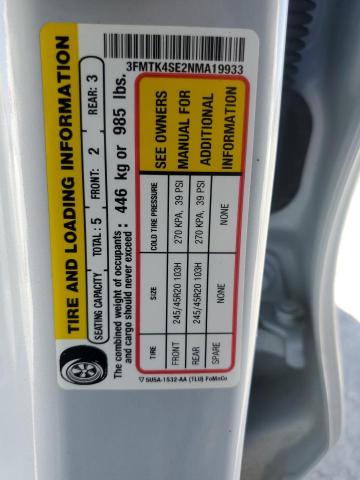 3FMTK4SE2NMA19933
TIRE AND LOADING INFORMATION
SEATING CAPACITY TOTAL: 5 FRONT: 2 REAR: 3
The combined weight of occupants
and cargo should never exceed: 446 kg or 985 lbs.
TIRE SIZE COLD TIRE PRESSURE
FRONT 245/45R20 103H 270 KPA, 39 PSI
REAR 245/45R20 103H 270 KPA, 39 PSI
SPARE NONE NONE
SEE OWNERS
MANUAL FOR
ADDITIONAL
INFORMATION
5U5A-1532-AA (TLU) FoMoCo